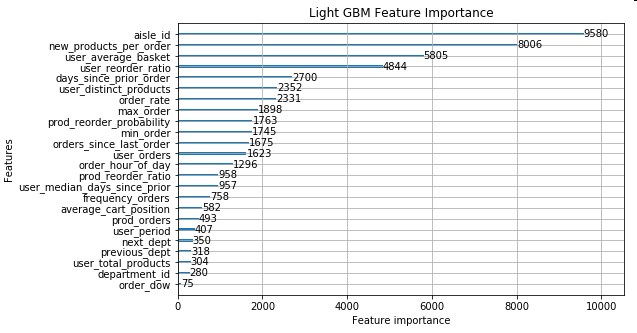 Light GBM Feature Importance
Features
aisle_id 9580
new_products_per_order 8006
user_average_basket 5805
user_reorder_ratio 4844
days_since_prior_order 2700
user_distinct_products 2352
order_rate 2331
max_order 1898
prod_reorder_probability 1763
min_order 1745
orders_since_last_order 1675
user_orders 1623
order_hour_of_day 1296
prod_reorder_ratio 958
user_median_days_since_prior 957
frequency_orders 758
average_cart_position 582
prod_orders 493
user_period 407
next_dept 350
previous_dept 318
user_total_products 304
department_id 280
order_dow 75
0 2000 4000 6000 8000 10000
Feature importance